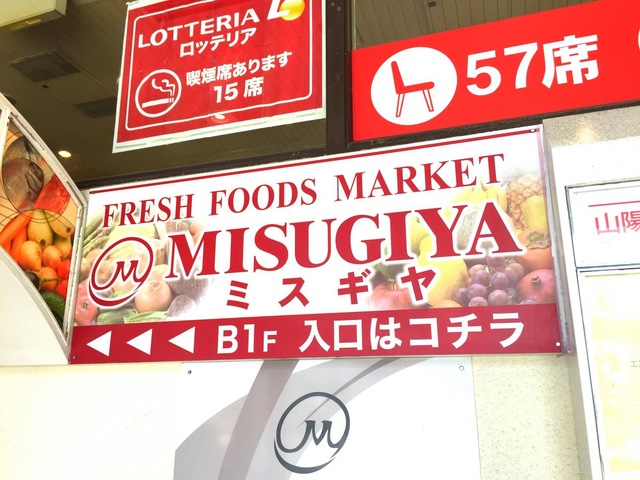 LOTTERIA
ロッテリア
喫煙席あります
15席
57席
FRESH FOODS MARKET
M MISUGIYA
ミスギヤ
B1F 入口はコチラ
山陽
M